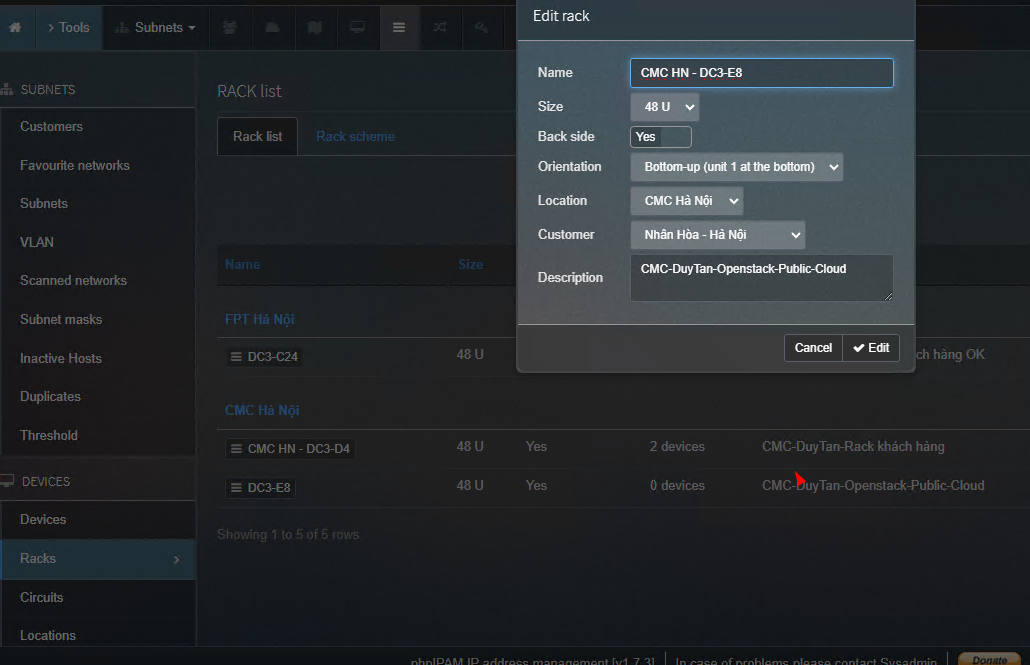 Tools
Subnets
Edit rack
Name
CMC HN - DC3-E8
Size
48 U
Back side
Yes
Orientation
Bottom-up (unit 1 at the bottom)
Location
CMC Hà Nội
Customer
Nhân Hòa - Hà Nội
Description
CMC-DuyTan-Openstack-Public-Cloud
Cancel
Edit
SUBNETS
Customers
Favourite networks
Subnets
VLAN
Scanned networks
Subnet masks
Inactive Hosts
Duplicates
Threshold
DEVICES
Devices
Racks
Circuits
Locations
RACK list
Rack list
Rack scheme
Name Size
FPT Hà Nội
DC3-C24 48 U ch hàng OK
CMC Hà Nội
CMC HN - DC3-D4 48 U Yes 2 devices CMC-DuyTan-Rack khách hàng
DC3-E8 48 U Yes 0 devices CMC-DuyTan-Openstack-Public-Cloud
Showing 1 to 5 of 5 rows
phpIPAM IP address management [v1.7.3] In case of problems please contact Sysadmin Donate